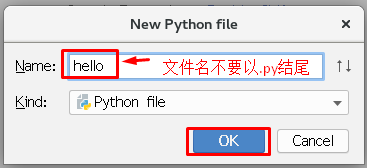 New Python file
Name: hello 文件名不要以.py结尾
Kind: Python file
OK Cancel